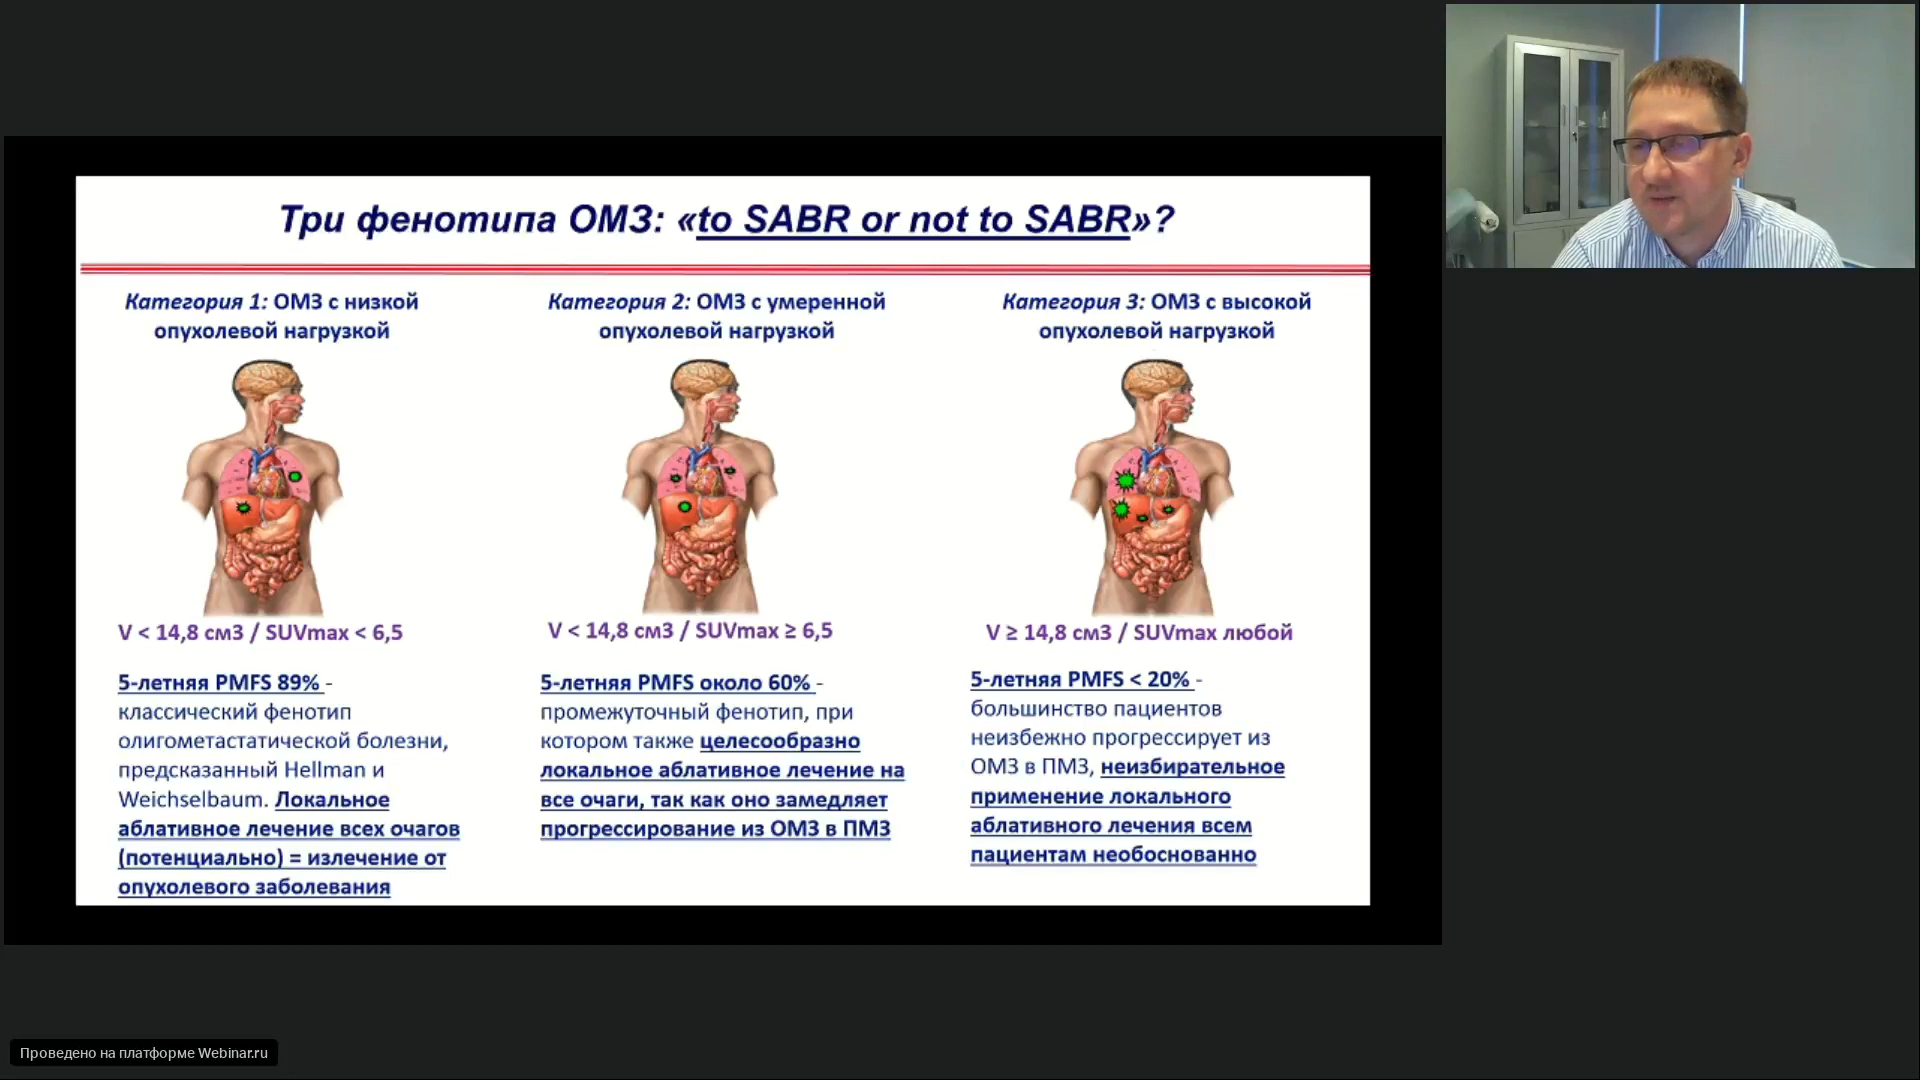 Три фенотипа ОМЗ: «to SABR or not to SABR»?
Категория 1: ОМЗ с низкой
опухолевой нагрузкой
V < 14,8 см3 / SUVmax < 6,5
5-летняя PMFS 89% -
классический фенотип
олигометастатической болезни,
предсказанный Hellman и
Weichselbaum. Локальное
аблативное лечение всех очагов
(потенциально) = излечение от
опухолевого заболевания
Категория 2: ОМЗ с умеренной
опухолевой нагрузкой
V < 14,8 см3 / SUVmax ≥ 6,5
5-летняя PMFS около 60% -
промежуточный фенотип, при
котором также целесообразно
локальное аблативное лечение на
все очаги, так как оно замедляет
прогрессирование из ОМЗ в ПМЗ
Категория 3: ОМЗ с высокой
опухолевой нагрузкой
V ≥ 14,8 см3 / SUVmax любой
5-летняя PMFS < 20% -
большинство пациентов
неизбежно прогрессирует из
ОМЗ в ПМЗ, неизбирательное
применение локального
аблативного лечения всем
пациентам необоснованно
Проведено на платформе Webinar.ru